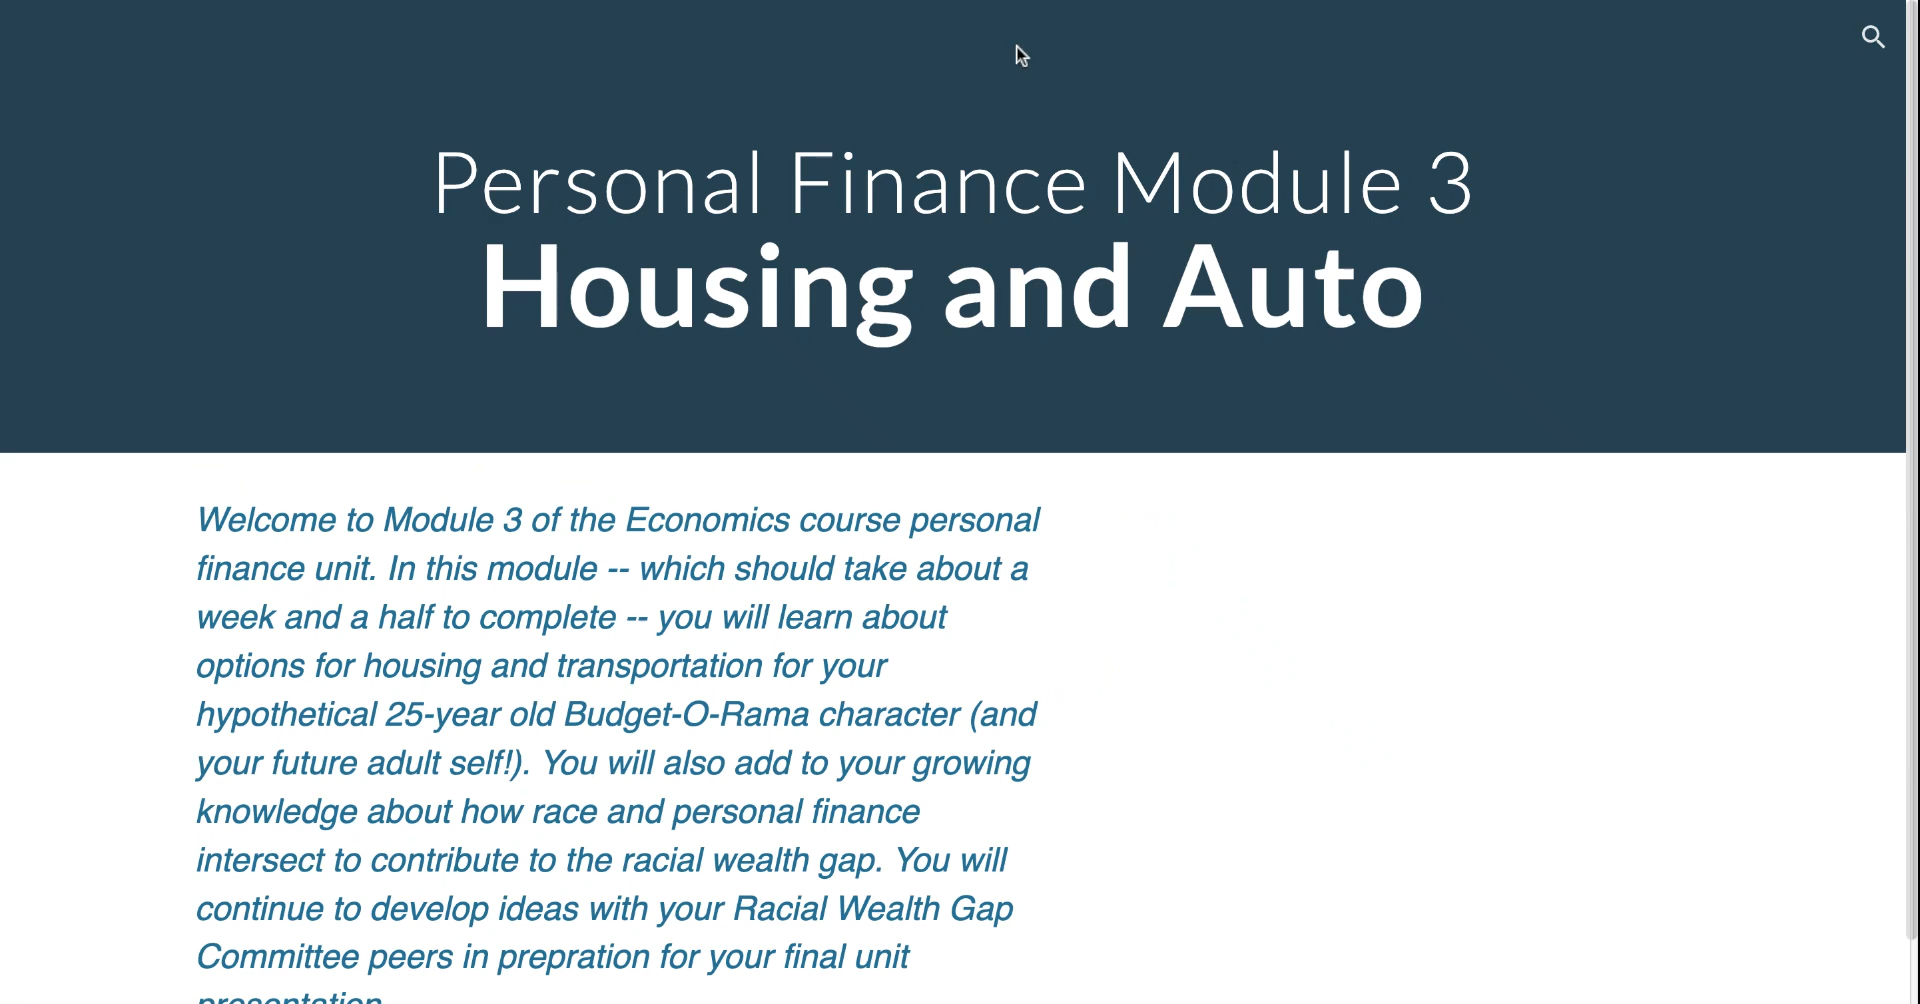 Personal Finance Module 3
Housing and Auto
Welcome to Module 3 of the Economics course personal
finance unit. In this module -- which should take about a
week and a half to complete -- you will learn about
options for housing and transportation for your
hypothetical 25-year old Budget-O-Rama character (and
your future adult self!). You will also add to your growing
knowledge about how race and personal finance
intersect to contribute to the racial wealth gap. You will
continue to develop ideas with your Racial Wealth Gap
Committee peers in prepration for your final unit
presentation.